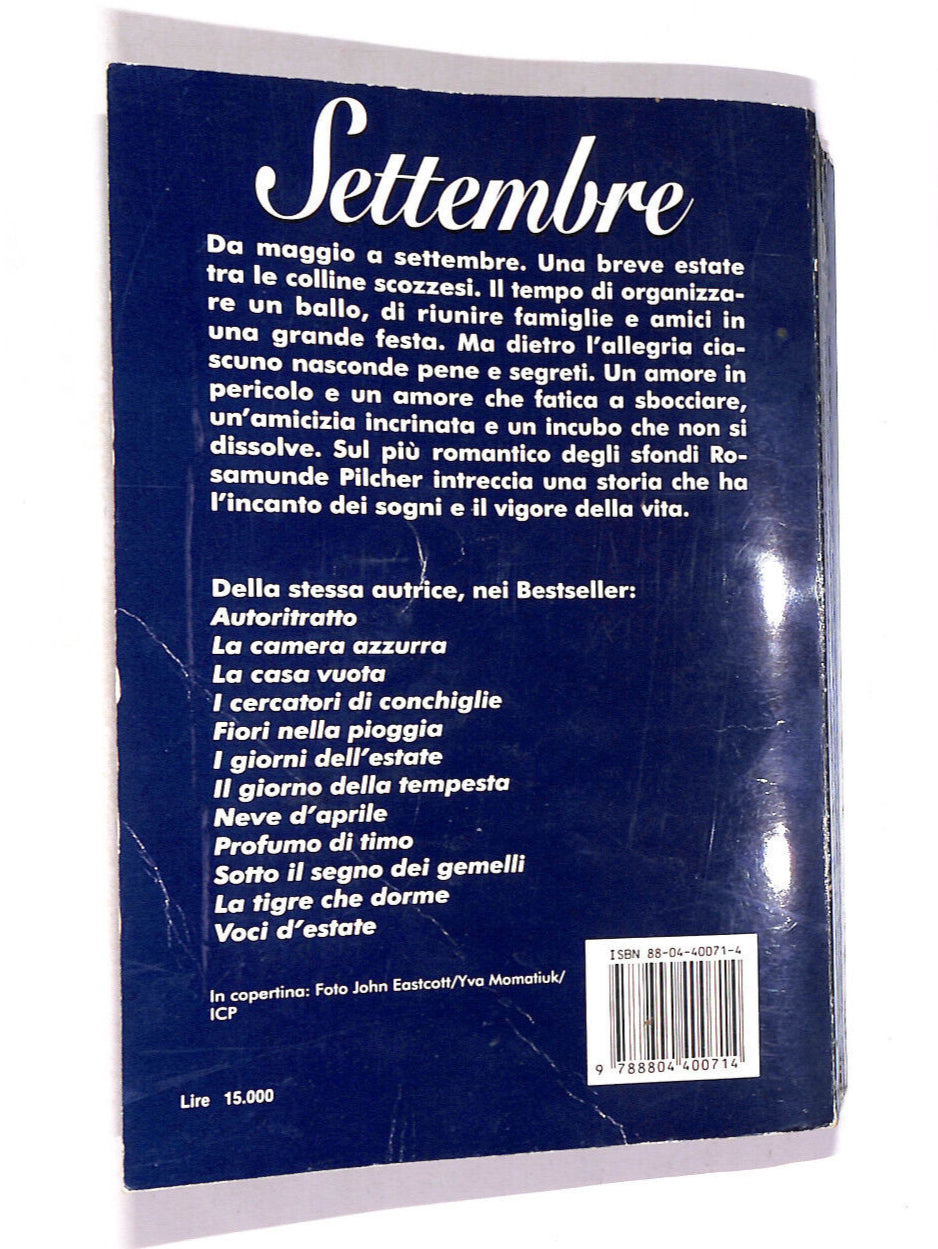 Settembre
Da maggio a settembre. Una breve estate
tra le colline scozzesi. Il tempo di organizza-
re un ballo, di riunire famiglie e amici in
una grande festa. Ma dietro l'allegria cia-
scuno nasconde pene e segreti. Un amore in
pericolo e un amore che fatica a sbocciare,
un'amicizia incrinata e un incubo che non si
dissolve. Sul più romantico degli sfondi Ro-
samunde Pilcher intreccia una storia che ha
l'incanto dei sogni e il vigore della vita.
Della stessa autrice, nei Bestseller:
Autoritratto
La camera azzurra
La casa vuota
I cercatori di conchiglie
Fiori nella pioggia
I giorni dell'estate
Il giorno della tempesta
Neve d'aprile
Profumo di timo
Sotto il segno dei gemelli
La tigre che dorme
Voci d'estate
In copertina: Foto John Eastcott/Yva Momatiuk/
ICP
ISBN 88-04-40071-4
9 788804 400714
Lire 15.000